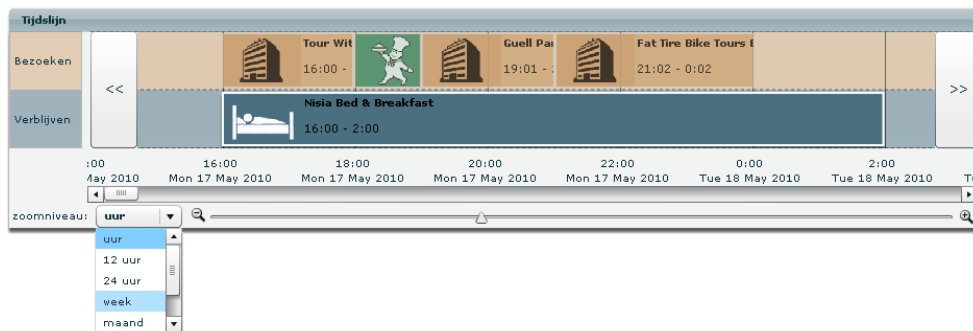 Tijdslijn
Bezoeken
<<
Tour Wit
16:00 -
Guell Pa
19:01 -
Fat Tire Bike Tours
21:02 - 0:02
>>
Verblijven
Nisia Bed & Breakfast
16:00 - 2:00
:00 16:00 18:00 20:00 22:00 0:00 2:00
May 2010 Mon 17 May 2010 Mon 17 May 2010 Mon 17 May 2010 Mon 17 May 2010 Tue 18 May 2010 Tue 18 May 2010
zoomniveau: uur
uur
12 uur
24 uur
week
maand